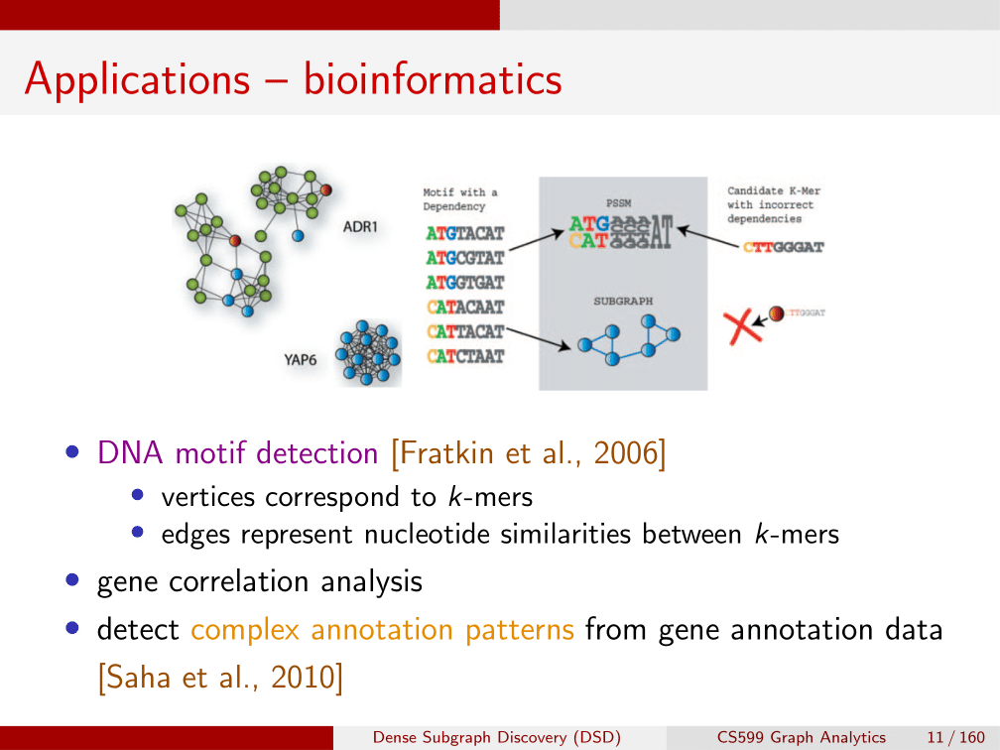 Applications – bioinformatics
ADR1
YAP6
Motif with a
Dependency
ATGTACAT
ATGCGTAT
ATGGTGAT
CATACAAT
CATTACAT
CATCTAAT
PSSM
ATG
CAT
AT
SUBGRAPH
Candidate K-Mer
with incorrect
dependencies
CTTGGGAT
CTTGGGAT
• DNA motif detection [Fratkin et al., 2006]
• vertices correspond to k-mers
• edges represent nucleotide similarities between k-mers
• gene correlation analysis
• detect complex annotation patterns from gene annotation data
[Saha et al., 2010]
Dense Subgraph Discovery (DSD)
CS599 Graph Analytics
11 / 160